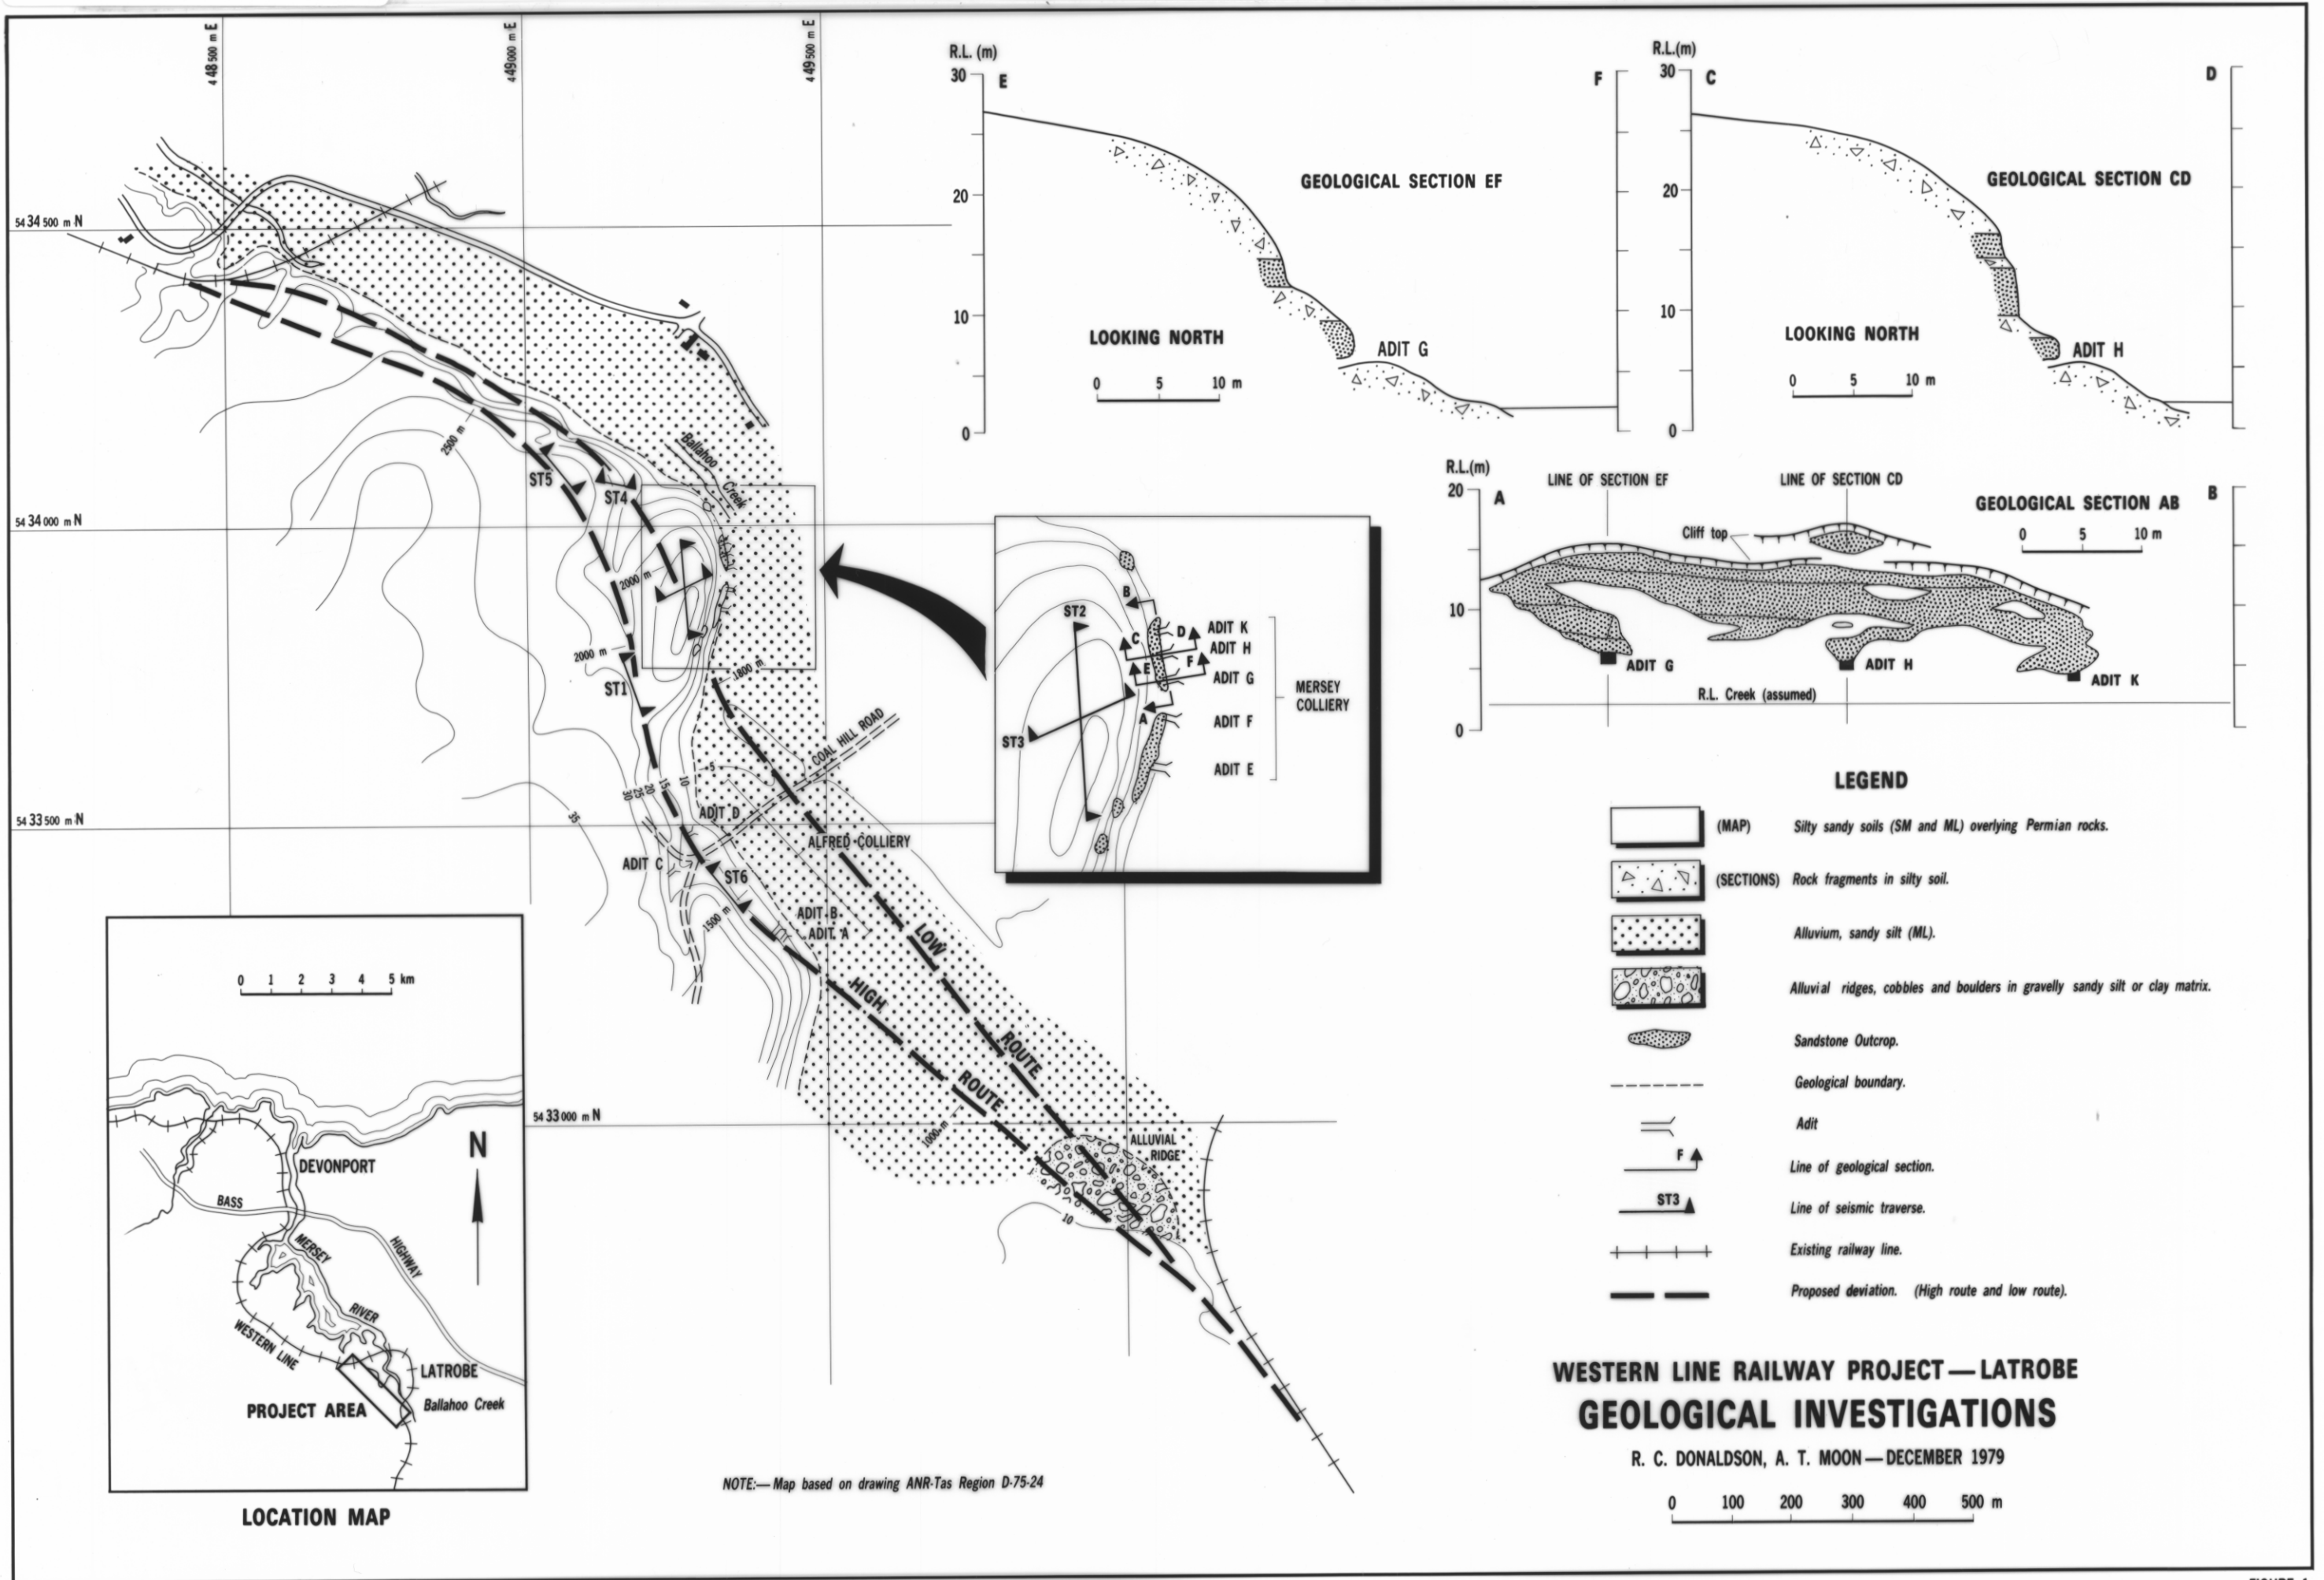 4 48 500 m E
4 49 000 m E
4 49 500 m E
54 34 500 m N
54 34 000 m N
54 33 500 m N
54 33 000 m N
2500 m
ST5
ST4
Ballahoo
Creek
2000 m
2000 m
ST1
1800 m
COAL HILL ROAD
30
25
20
15
10
5
35
ADIT D
ALFRED COLLIERY
ADIT C
ST6
ADIT B
ADIT A
1500 m
LOW
ROUTE
HIGH
ROUTE
1000 m
ALLUVIAL
RIDGE
10
R.L. (m)
30
20
10
0
E
F
GEOLOGICAL SECTION EF
LOOKING NORTH
0 5 10 m
ADIT G
R.L.(m)
30
20
10
0
C
D
GEOLOGICAL SECTION CD
LOOKING NORTH
0 5 10 m
ADIT H
R.L.(m)
20
10
0
A
B
LINE OF SECTION EF
LINE OF SECTION CD
GEOLOGICAL SECTION AB
0 5 10 m
Cliff top
ADIT G
ADIT H
ADIT K
R.L. Creek (assumed)
ST2
ST3
B
C
D
E
F
A
ADIT K
ADIT H
ADIT G
ADIT F
ADIT E
MERSEY
COLLIERY
LEGEND
(MAP) Silty sandy soils (SM and ML) overlying Permian rocks.
(SECTIONS) Rock fragments in silty soil.
Alluvium, sandy silt (ML).
Alluvial ridges, cobbles and boulders in gravelly sandy silt or clay matrix.
Sandstone Outcrop.
Geological boundary.
Adit
F Line of geological section.
ST3 Line of seismic traverse.
Existing railway line.
Proposed deviation. (High route and low route).
WESTERN LINE RAILWAY PROJECT — LATROBE
GEOLOGICAL INVESTIGATIONS
R. C. DONALDSON, A. T. MOON — DECEMBER 1979
0 100 200 300 400 500 m
0 1 2 3 4 5 km
N
DEVONPORT
BASS
HIGHWAY
MERSEY
RIVER
WESTERN LINE
LATROBE
PROJECT AREA
Ballahoo Creek
LOCATION MAP
NOTE:— Map based on drawing ANR-Tas Region D-75-24